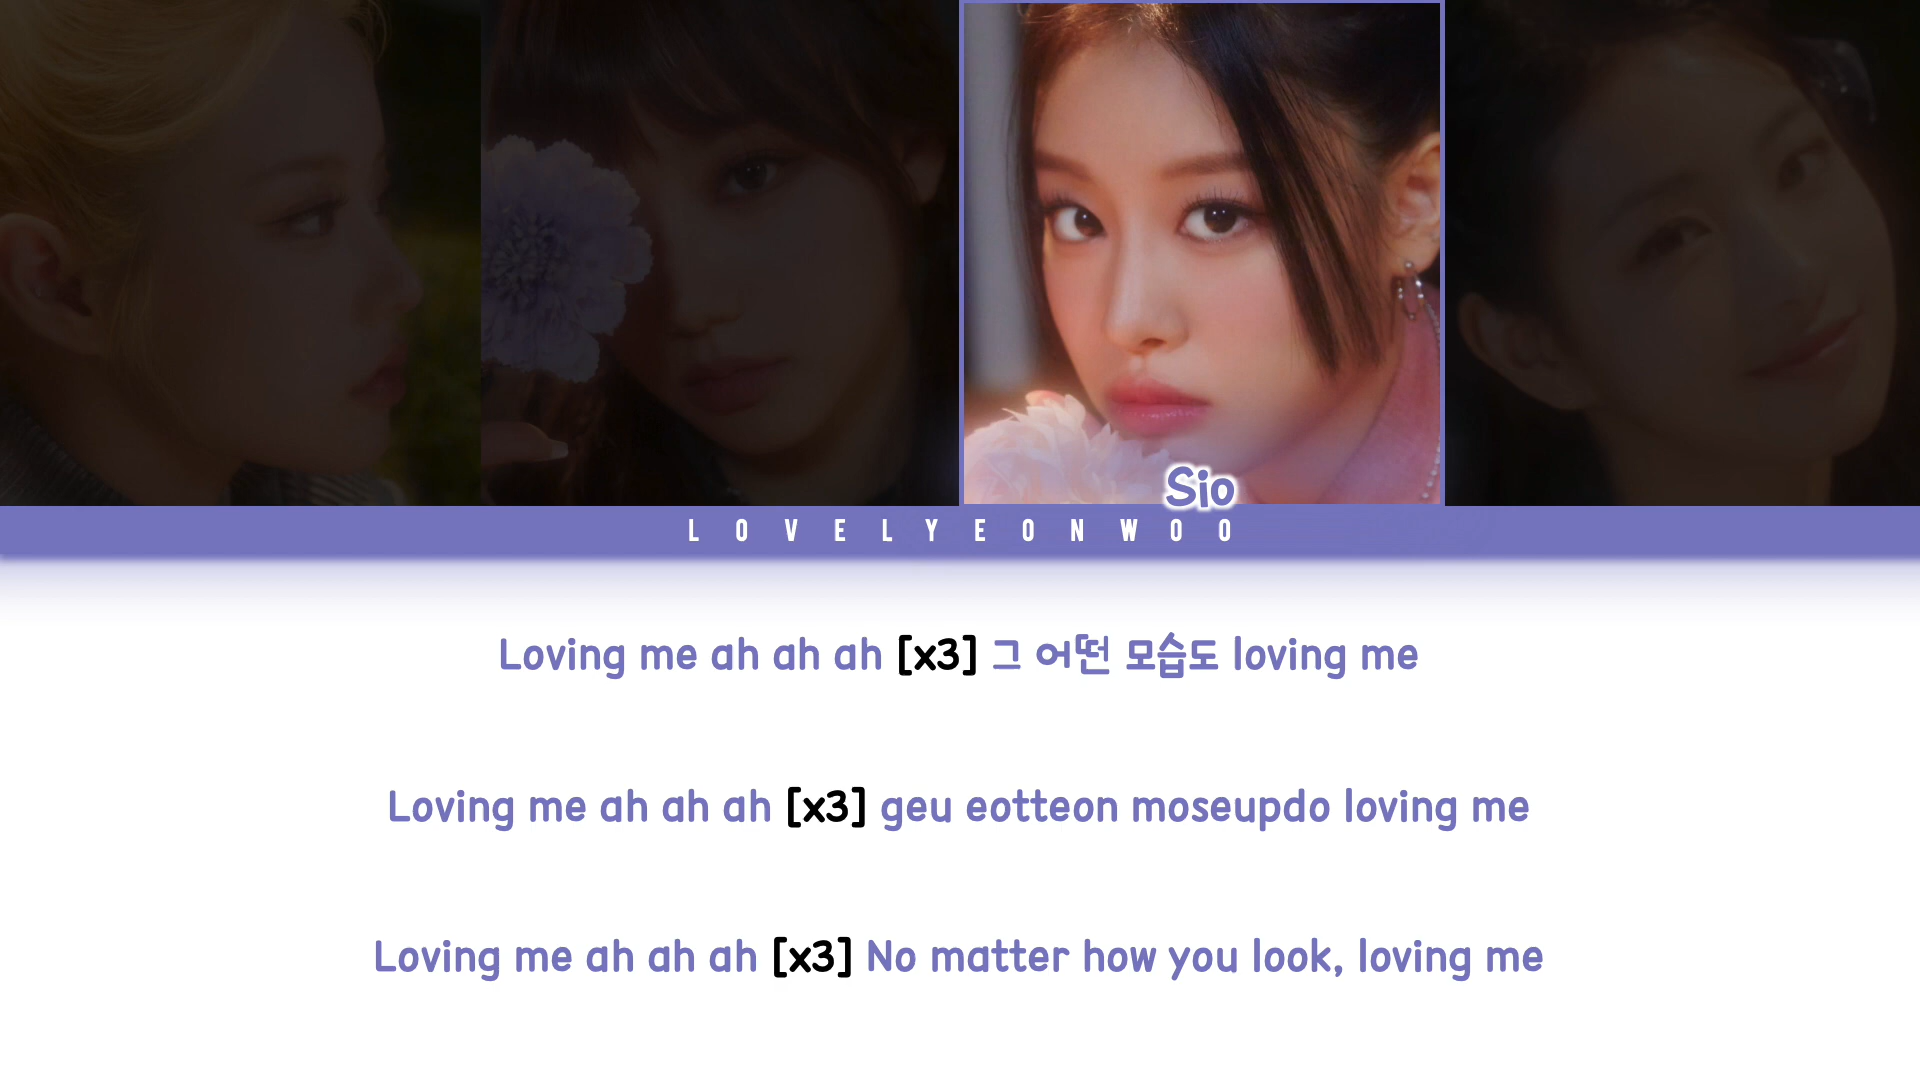 Sio
LOVELYEONWOO
Loving me ah ah ah [x3] 그 어떤 모습도 loving me
Loving me ah ah ah [x3] geu eotteon moseupdo loving me
Loving me ah ah ah [x3] No matter how you look, loving me